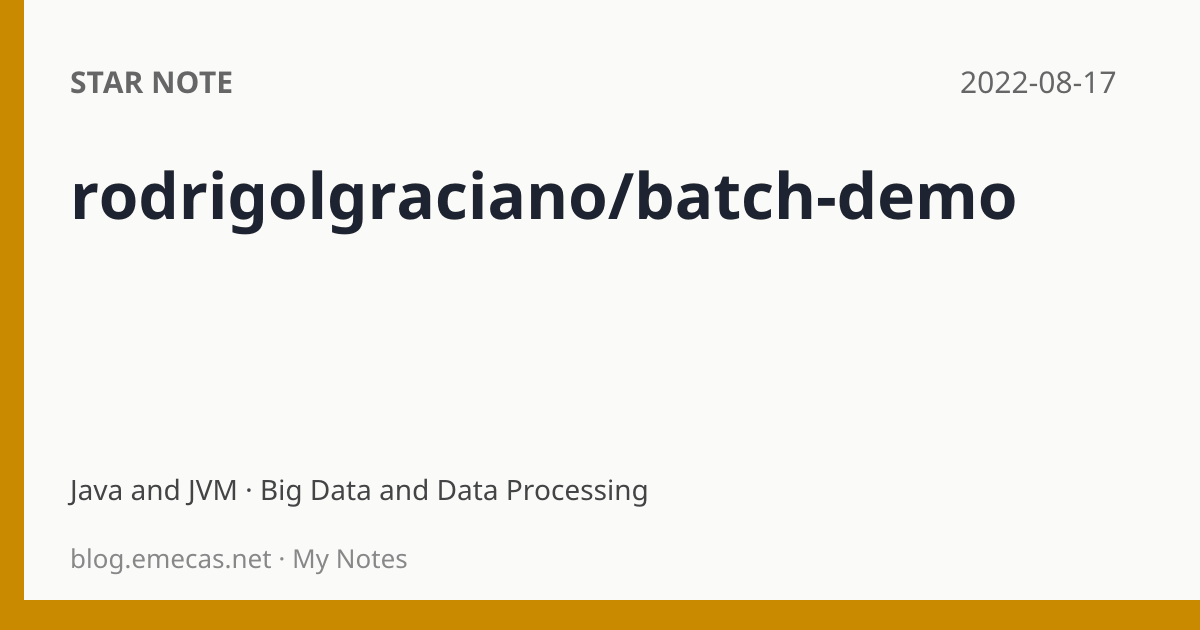 STAR NOTE
2022-08-17
rodrigolgraciano/batch-demo
Java and JVM · Big Data and Data Processing
blog.emecas.net · My Notes